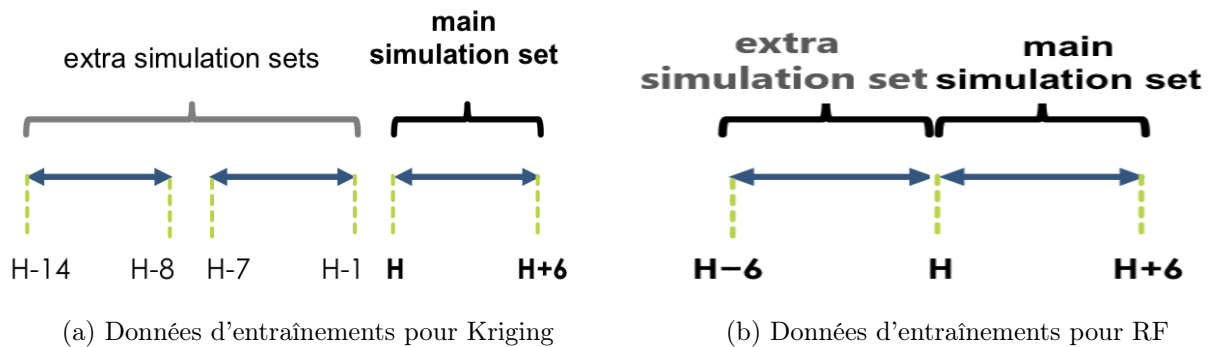 extra simulation sets
main
simulation set
H-14
H-8
H-7
H-1
H
H+6
(a) Données d'entraînements pour Kriging
extra
simulation set
main
simulation set
H−6
H
H+6
(b) Données d'entraînements pour RF